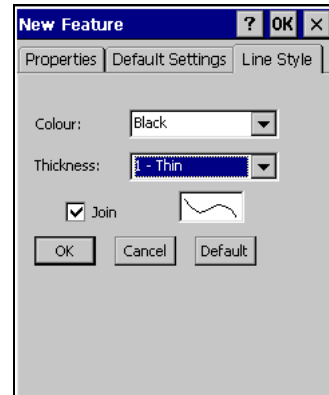 New Feature ? OK ×
Properties Default Settings Line Style
Colour: Black
Thickness: 1 - Thin
Join
OK Cancel Default